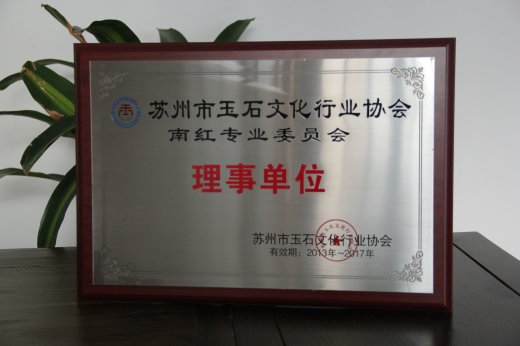 苏州市玉石文化行业协会
南红专业委员会
理事单位
苏州市玉石文化行业协会
有效期：2013年~2017年